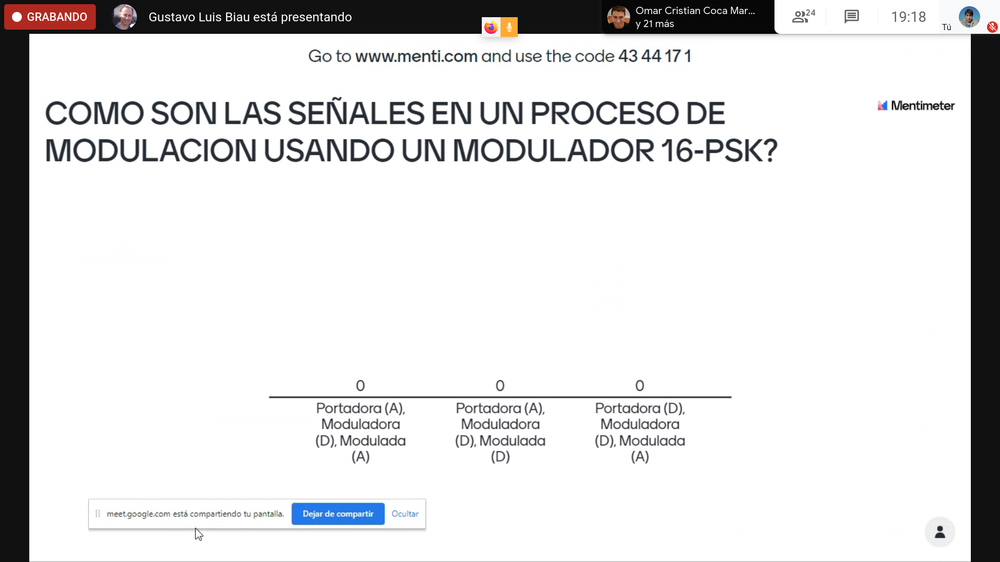 GRABANDO
Gustavo Luis Biau está presentando
Omar Cristian Coca Mar...
y 21 más
24
19:18
Tú
Go to www.menti.com and use the code 43 44 17 1
COMO SON LAS SEÑALES EN UN PROCESO DE
MODULACION USANDO UN MODULADOR 16-PSK?
Mentimeter
0
Portadora (A),
Moduladora
(D), Modulada
(A)
0
Portadora (A),
Moduladora
(D), Modulada
(D)
0
Portadora (D),
Moduladora
(D), Modulada
(A)
meet.google.com está compartiendo tu pantalla.
Dejar de compartir
Ocultar